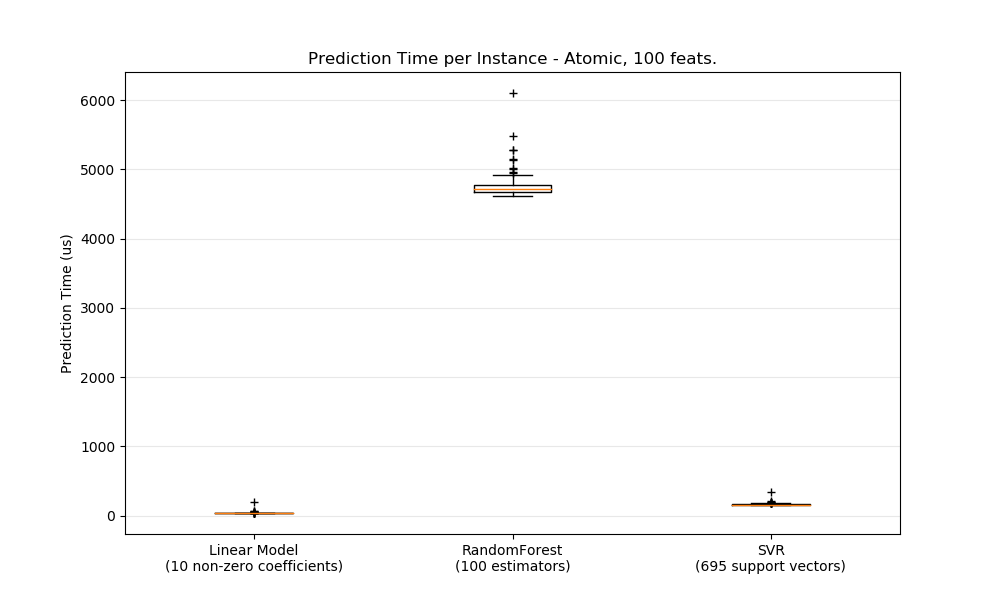 Prediction Time per Instance - Atomic, 100 feats.
Prediction Time (us)
6000
5000
4000
3000
2000
1000
0
Linear Model
(10 non-zero coefficients)
RandomForest
(100 estimators)
SVR
(695 support vectors)